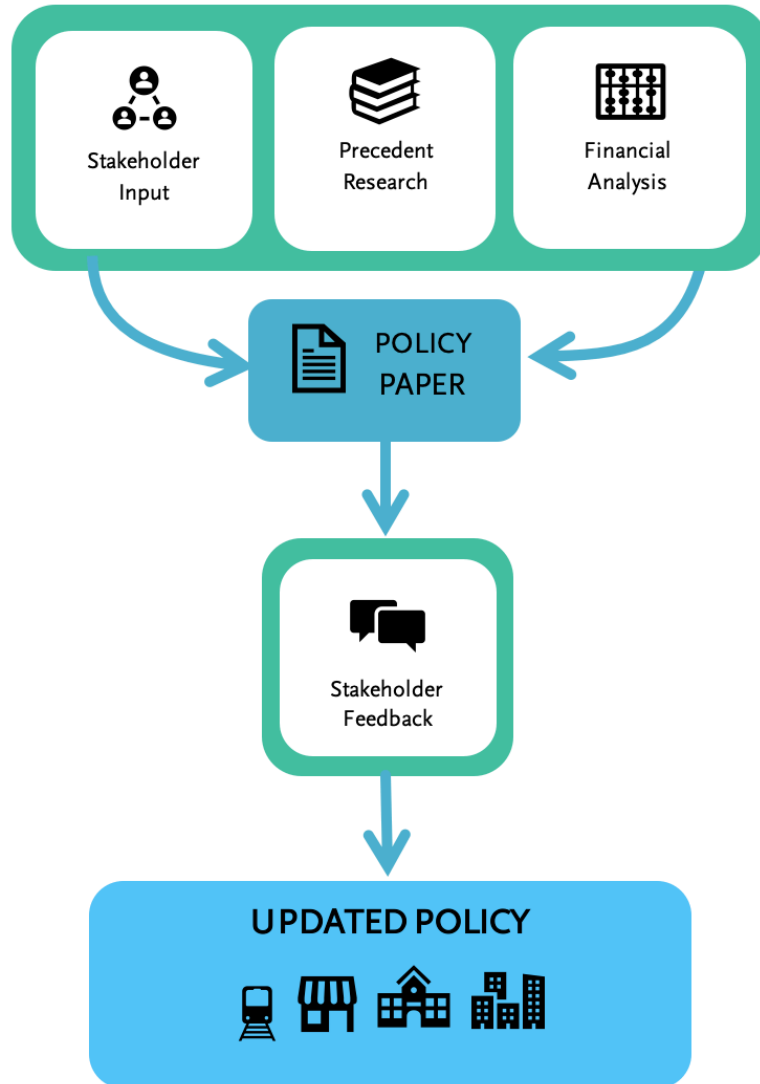 Stakeholder
Input
Precedent
Research
Financial
Analysis
POLICY
PAPER
Stakeholder
Feedback
UPDATED POLICY